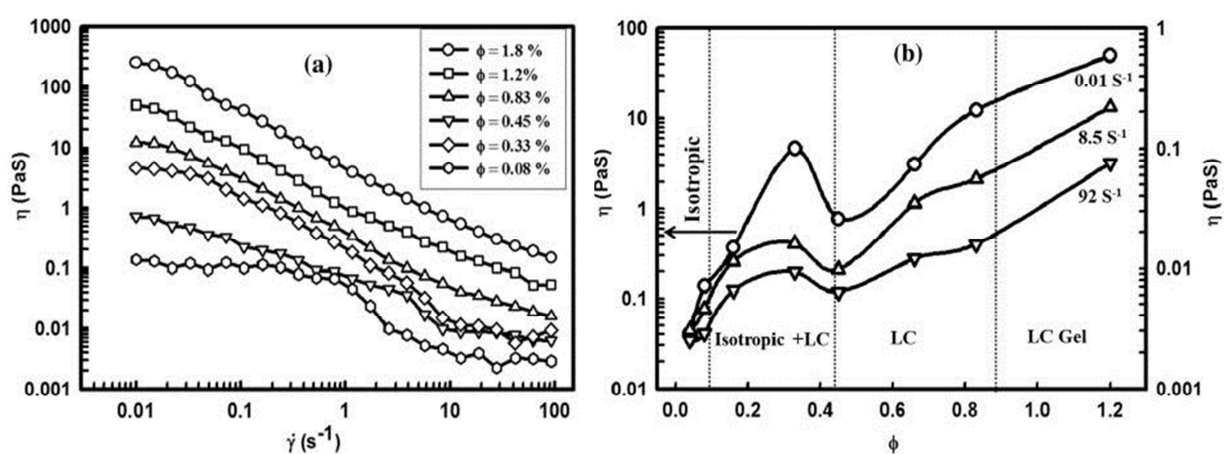 (a)
η (PaS)
1000
100
10
1
0.1
0.01
0.001
0.01 0.1 1 10 100
γ̇ (s⁻¹)
ϕ = 1.8 %
ϕ = 1.2%
ϕ = 0.83 %
ϕ = 0.45 %
ϕ = 0.33 %
ϕ = 0.08 %
(b)
η (PaS)
100
10
1
0.1
0.01
0.0 0.2 0.4 0.6 0.8 1.0 1.2
ϕ
1
0.1
0.01
0.001
η (PaS)
Isotropic
Isotropic +LC
LC
LC Gel
0.01 S⁻¹
8.5 S⁻¹
92 S⁻¹